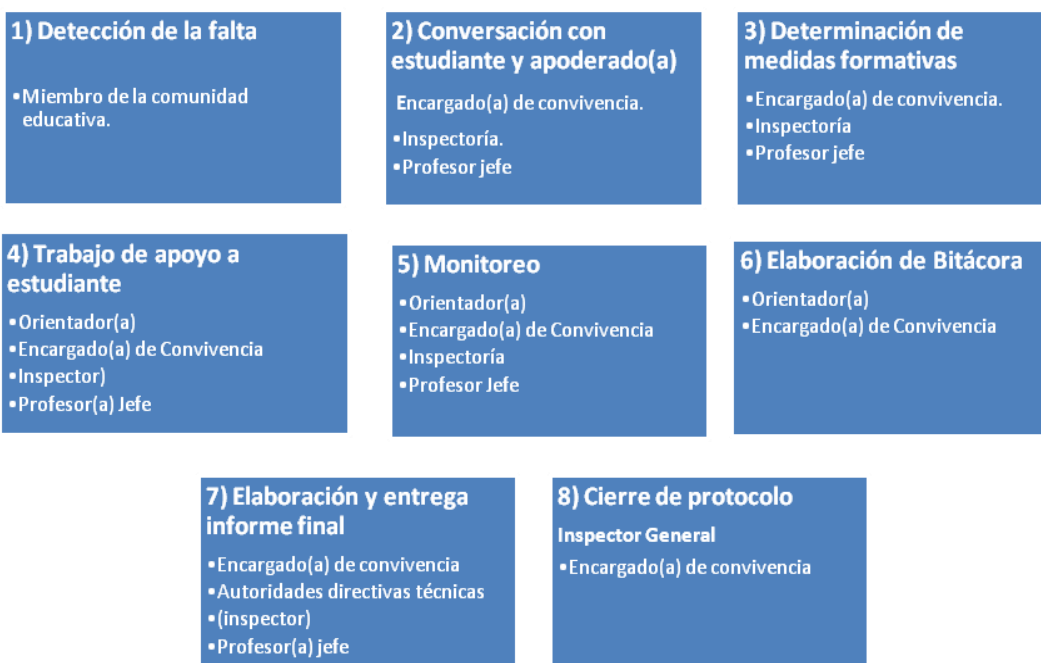 1) Detección de la falta
•Miembro de la comunidad
educativa.
2) Conversación con
estudiante y apoderado(a)
Encargado(a) de convivencia.
•Inspectoría.
•Profesor jefe
3) Determinación de
medidas formativas
•Encargado(a) de convivencia.
•Inspectoría
•Profesor jefe
4) Trabajo de apoyo a
estudiante
•Orientador(a)
•Encargado(a) de Convivencia
•Inspector)
•Profesor(a) Jefe
5) Monitoreo
•Orientador(a)
•Encargado(a) de Convivencia
•Inspectoría
•Profesor Jefe
6) Elaboración de Bitácora
•Orientador(a)
•Encargado(a) de Convivencia
7) Elaboración y entrega
informe final
•Encargado(a) de convivencia
•Autoridades directivas técnicas
•(inspector)
•Profesor(a) jefe
8) Cierre de protocolo
Inspector General
•Encargado(a) de convivencia